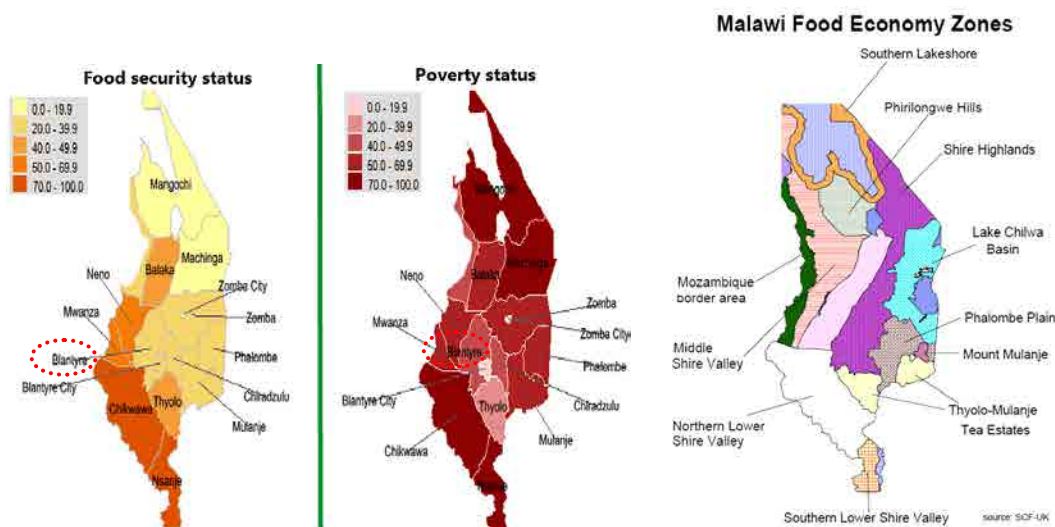 Food security status
0.0 - 19.9
20.0 - 39.9
40.0 - 49.9
50.0 - 69.9
70.0 - 100.0
Mangochi
Machinga
Balaka
Neno
Zomba City
Mwanza
Zomba
Blantyre
Phalombe
Blantyre City
Chikwawa
Thyolo
Chiradzulu
Mulanje
Nsanje
Poverty status
0.0 - 19.9
20.0 - 39.9
40.0 - 49.9
50.0 - 69.9
70.0 - 100.0
Mangochi
Machinga
Neno
Balaka
Zomba
Mwanza
Zomba City
Blantyre
Phalombe
Blantyre City
Chiradzulu
Thyolo
Chikwawa
Mulanje
Malawi Food Economy Zones
Southern Lakeshore
Phirilongwe Hills
Shire Highlands
Lake Chilwa
Basin
Mozambique
border area
Phalombe Plain
Middle
Shire Valley
Mount Mulanje
Thyolo-Mulanje
Tea Estates
Northern Lower
Shire Valley
Southern Lower Shire Valley
source: SCF-UK